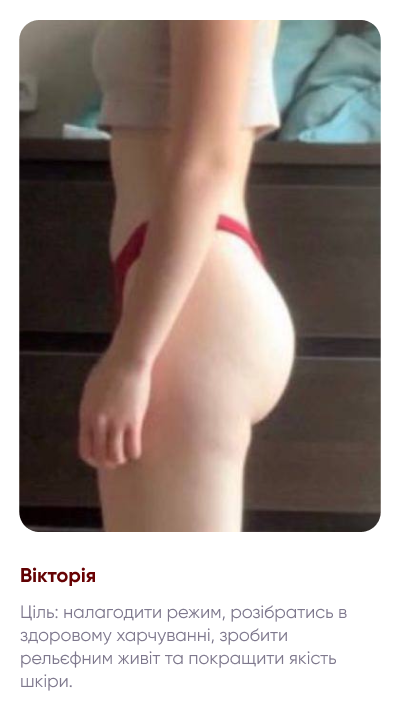 Вікторія
Ціль: налагодити режим, розібратись в
здоровому харчуванні, зробити
рельєфним живіт та покращити якість
шкіри.